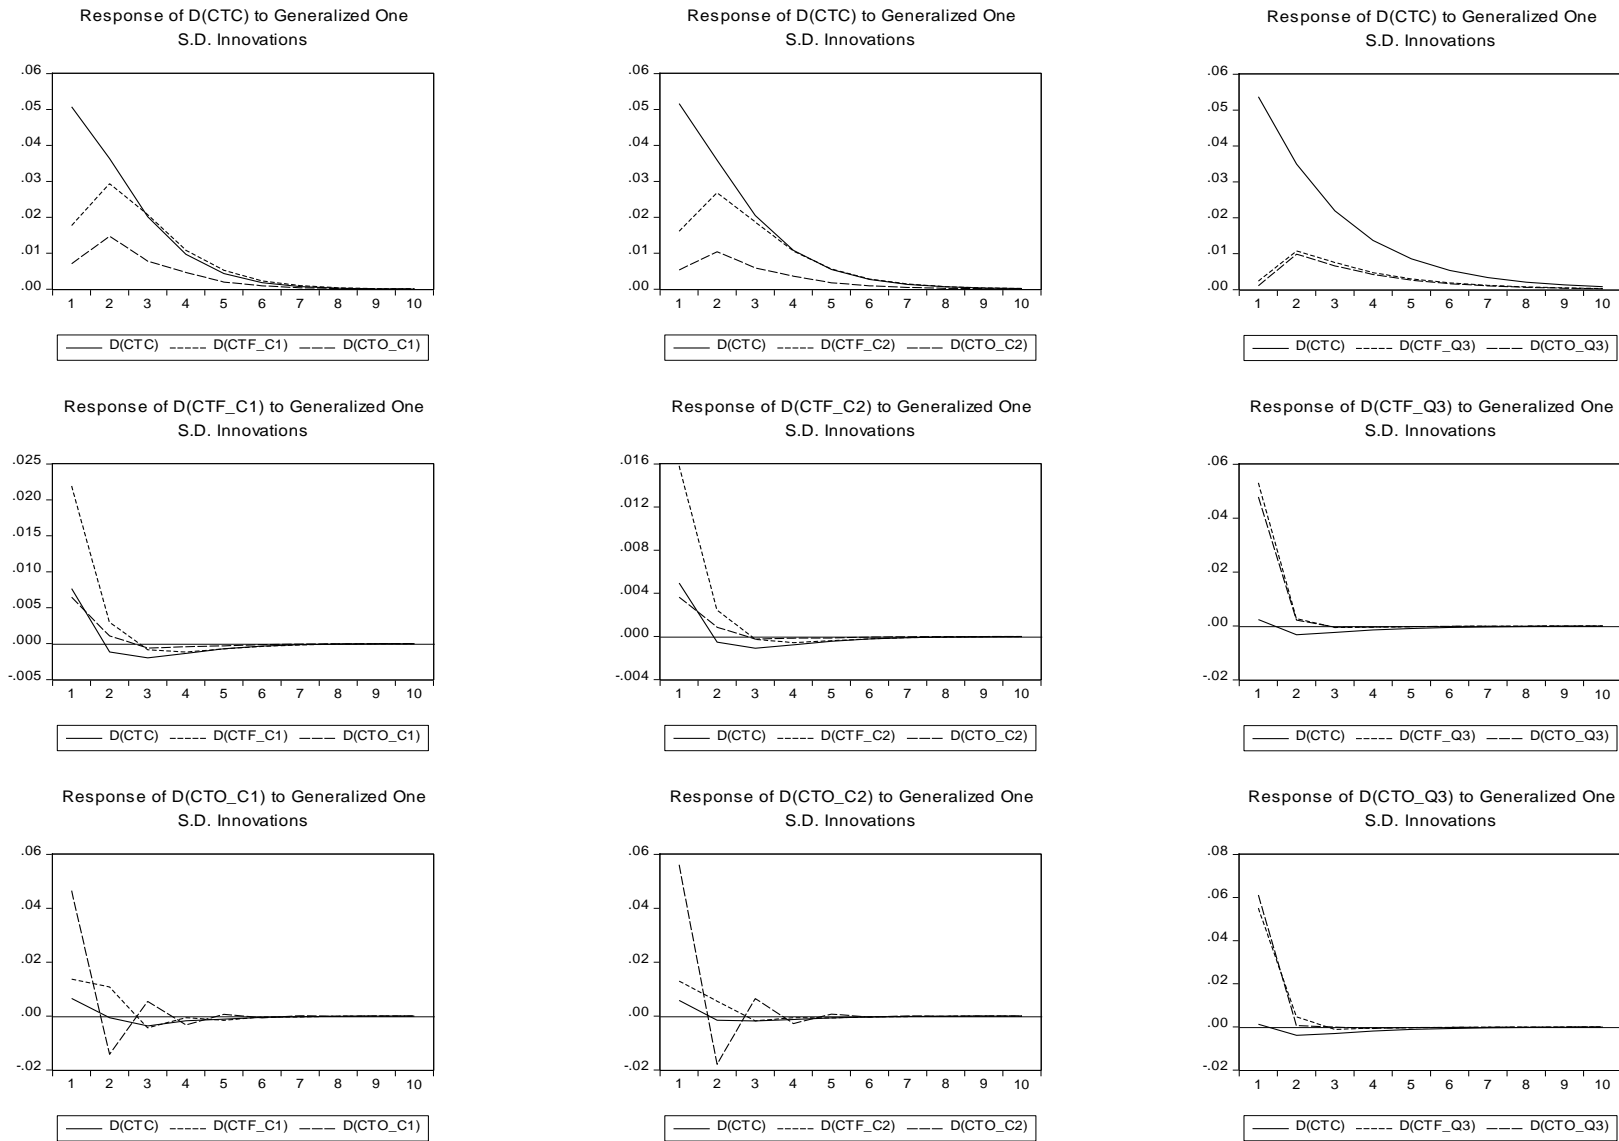 Response of D(CTC) to Generalized One
S.D. Innovations
.06
.05
.04
.03
.02
.01
.00
1 2 3 4 5 6 7 8 9 10
D(CTC) D(CTF_C1) D(CTO_C1)
Response of D(CTC) to Generalized One
S.D. Innovations
.06
.05
.04
.03
.02
.01
.00
1 2 3 4 5 6 7 8 9 10
D(CTC) D(CTF_C2) D(CTO_C2)
Response of D(CTC) to Generalized One
S.D. Innovations
.06
.05
.04
.03
.02
.01
.00
1 2 3 4 5 6 7 8 9 10
D(CTC) D(CTF_Q3) D(CTO_Q3)
Response of D(CTF_C1) to Generalized One
S.D. Innovations
.025
.020
.015
.010
.005
.000
-.005
1 2 3 4 5 6 7 8 9 10
D(CTC) D(CTF_C1) D(CTO_C1)
Response of D(CTF_C2) to Generalized One
S.D. Innovations
.016
.012
.008
.004
.000
-.004
1 2 3 4 5 6 7 8 9 10
D(CTC) D(CTF_C2) D(CTO_C2)
Response of D(CTF_Q3) to Generalized One
S.D. Innovations
.06
.04
.02
.00
-.02
1 2 3 4 5 6 7 8 9 10
D(CTC) D(CTF_Q3) D(CTO_Q3)
Response of D(CTO_C1) to Generalized One
S.D. Innovations
.06
.04
.02
.00
-.02
1 2 3 4 5 6 7 8 9 10
D(CTC) D(CTF_C1) D(CTO_C1)
Response of D(CTO_C2) to Generalized One
S.D. Innovations
.06
.04
.02
.00
-.02
1 2 3 4 5 6 7 8 9 10
D(CTC) D(CTF_C2) D(CTO_C2)
Response of D(CTO_Q3) to Generalized One
S.D. Innovations
.08
.06
.04
.02
.00
-.02
1 2 3 4 5 6 7 8 9 10
D(CTC) D(CTF_Q3) D(CTO_Q3)